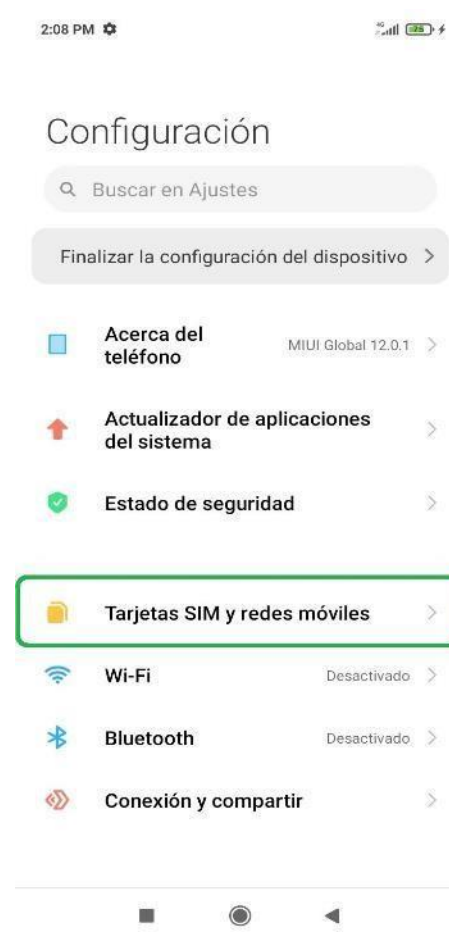 2:08 PM
4G
75
Configuración
Buscar en Ajustes
Finalizar la configuración del dispositivo
Acerca del
teléfono
MIUI Global 12.0.1
Actualizador de aplicaciones
del sistema
Estado de seguridad
Tarjetas SIM y redes móviles
Wi-Fi
Desactivado
Bluetooth
Desactivado
Conexión y compartir